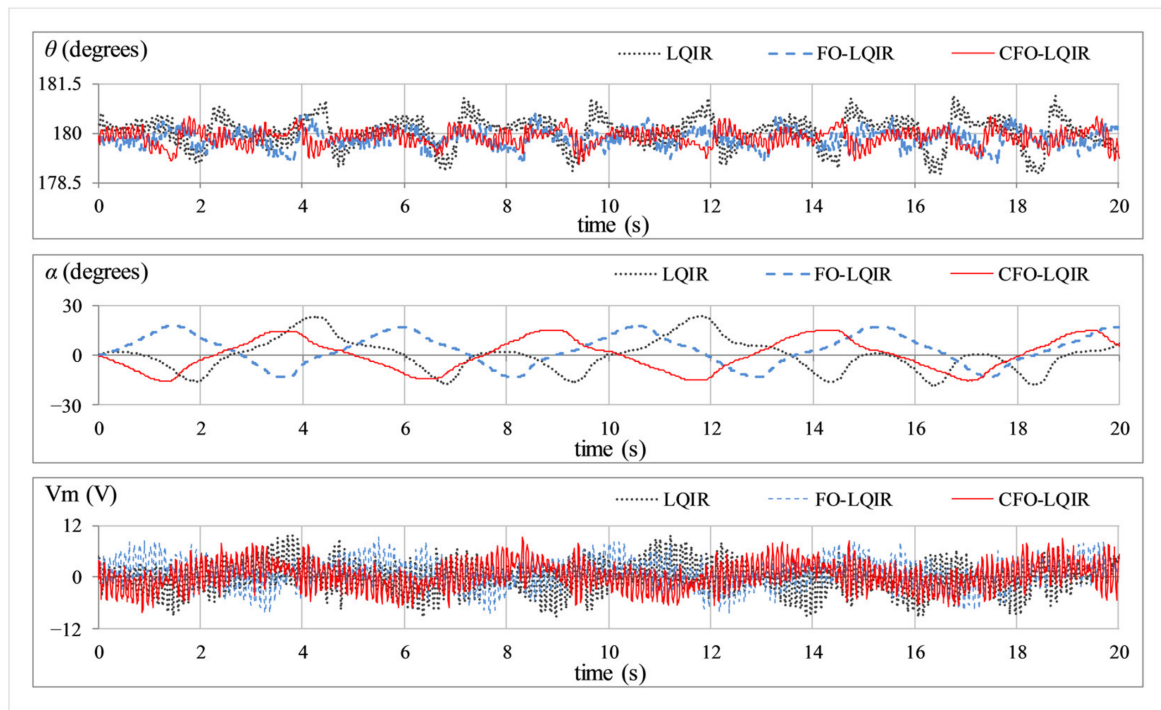 θ (degrees)
LQIR FO-LQIR CFO-LQIR
181.5
180
178.5
0 2 4 6 8 10 12 14 16 18 20
time (s)
α (degrees)
LQIR FO-LQIR CFO-LQIR
30
0
−30
0 2 4 6 8 10 12 14 16 18 20
time (s)
Vm (V)
LQIR FO-LQIR CFO-LQIR
12
0
−12
0 2 4 6 8 10 12 14 16 18 20
time (s)